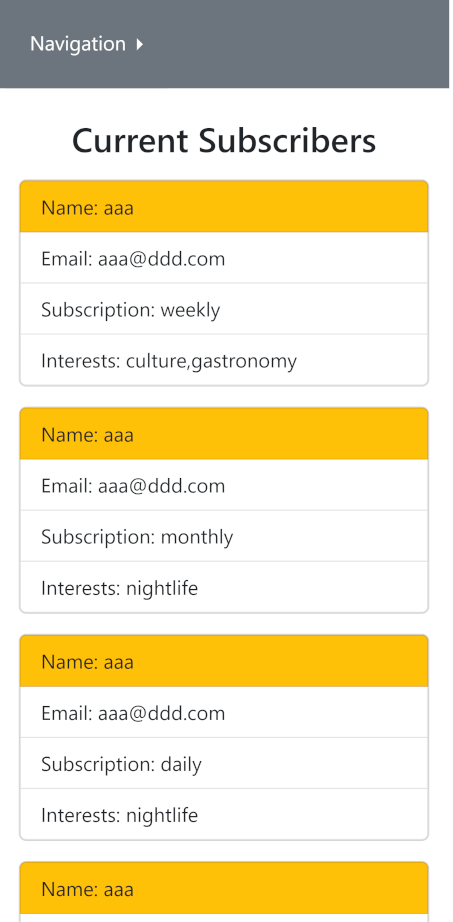 Navigation
Current Subscribers
Name: aaa
Email: aaa@ddd.com
Subscription: weekly
Interests: culture,gastronomy
Name: aaa
Email: aaa@ddd.com
Subscription: monthly
Interests: nightlife
Name: aaa
Email: aaa@ddd.com
Subscription: daily
Interests: nightlife
Name: aaa